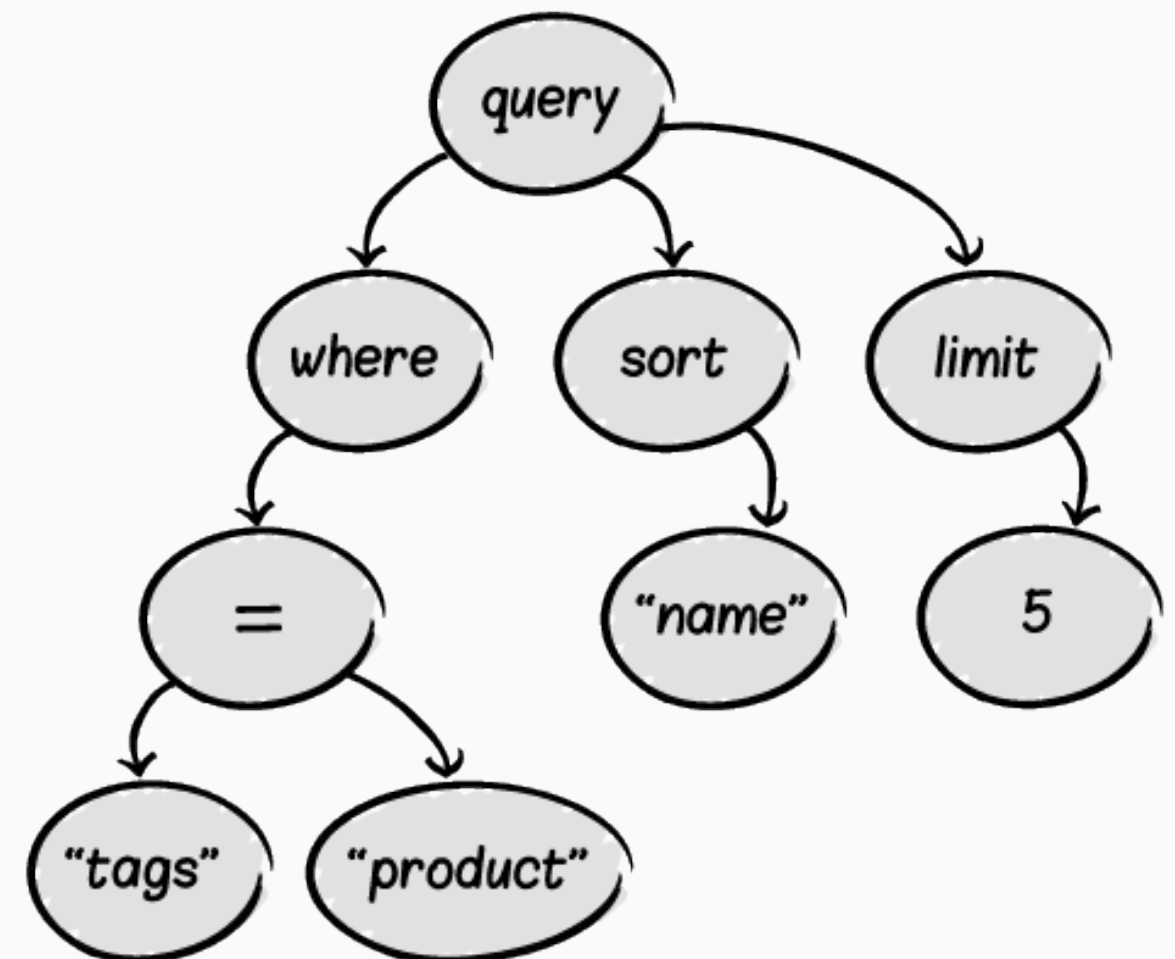 query
where
sort
limit
=
“name”
5
“tags”
“product”